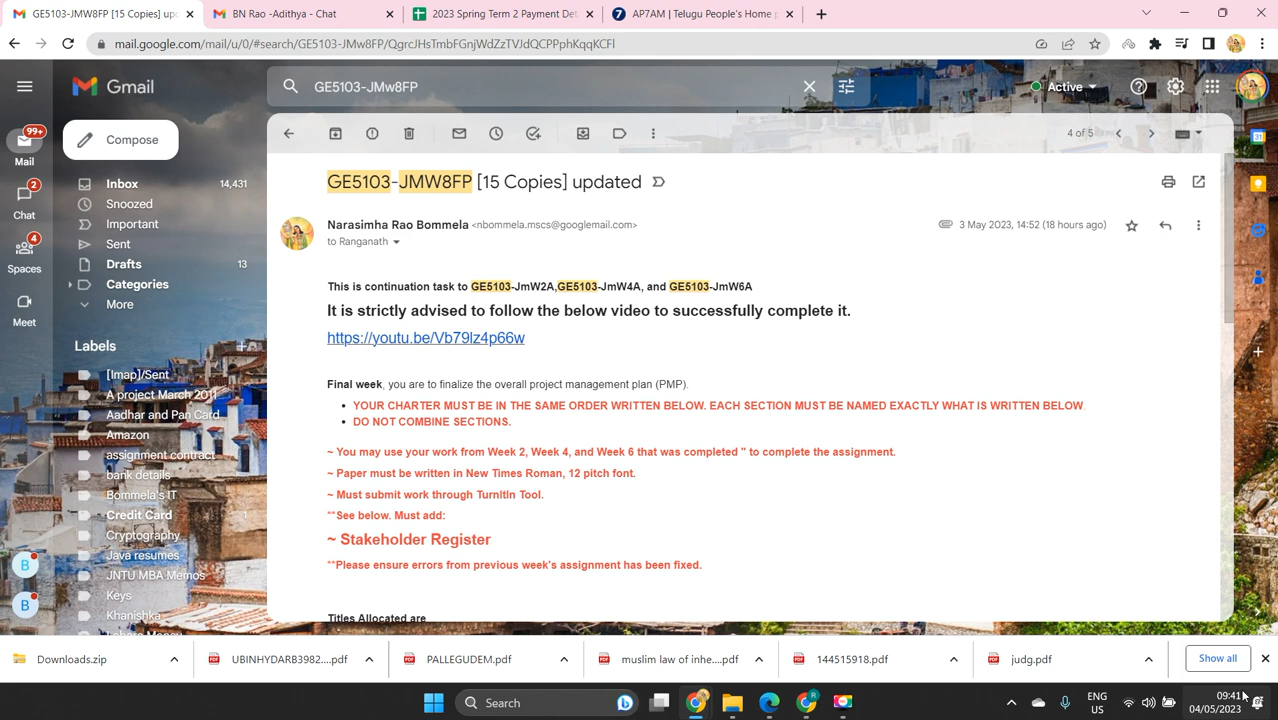 GE5103-JMw8FP [15 Copies] upd
BN Rao -Adithya - Chat
2023 Spring Term 2 Payment Det
AP7AM | Telugu People's Home p
mail.google.com/mail/u/0/#search/GE5103-JMw8FP/QgrcJHsTmbFGnjWdZzTVJdQCPPphKqqKCFl
Gmail
GE5103-JMw8FP
Active
99+
Mail
Compose
4 of 5
2
Chat
4
Spaces
Meet
Inbox 14,431
Snoozed
Important
Sent
Drafts 13
Categories
More
Labels
[Imap]/Sent
A project March 2011
Aadhar and Pan Card
Amazon
assignment contract
bank details
Bommela's IT
Credit Card 1
Cryptography
Java resumes
JNTU MBA Memos
Keys
Khanishka
B
B
GE5103-JMW8FP [15 Copies] updated
Narasimha Rao Bommela <nbommela.mscs@googlemail.com>
3 May 2023, 14:52 (18 hours ago)
to Ranganath
This is continuation task to GE5103-JmW2A,GE5103-JmW4A, and GE5103-JmW6A
It is strictly advised to follow the below video to successfully complete it.
https://youtu.be/Vb79lz4p66w
Final week, you are to finalize the overall project management plan (PMP).
• YOUR CHARTER MUST BE IN THE SAME ORDER WRITTEN BELOW. EACH SECTION MUST BE NAMED EXACTLY WHAT IS WRITTEN BELOW
• DO NOT COMBINE SECTIONS.
~ You may use your work from Week 2, Week 4, and Week 6 that was completed " to complete the assignment.
~ Paper must be written in New Times Roman, 12 pitch font.
~ Must submit work through TurnItIn Tool.
**See below. Must add:
~ Stakeholder Register
**Please ensure errors from previous week's assignment has been fixed.
Titles Allocated are
Downloads.zip
UBINHYDARB3982....pdf
PALLEGUDEM.pdf
muslim law of inhe....pdf
144515918.pdf
judg.pdf
Show all
Search
ENG
US
09:41
04/05/2023